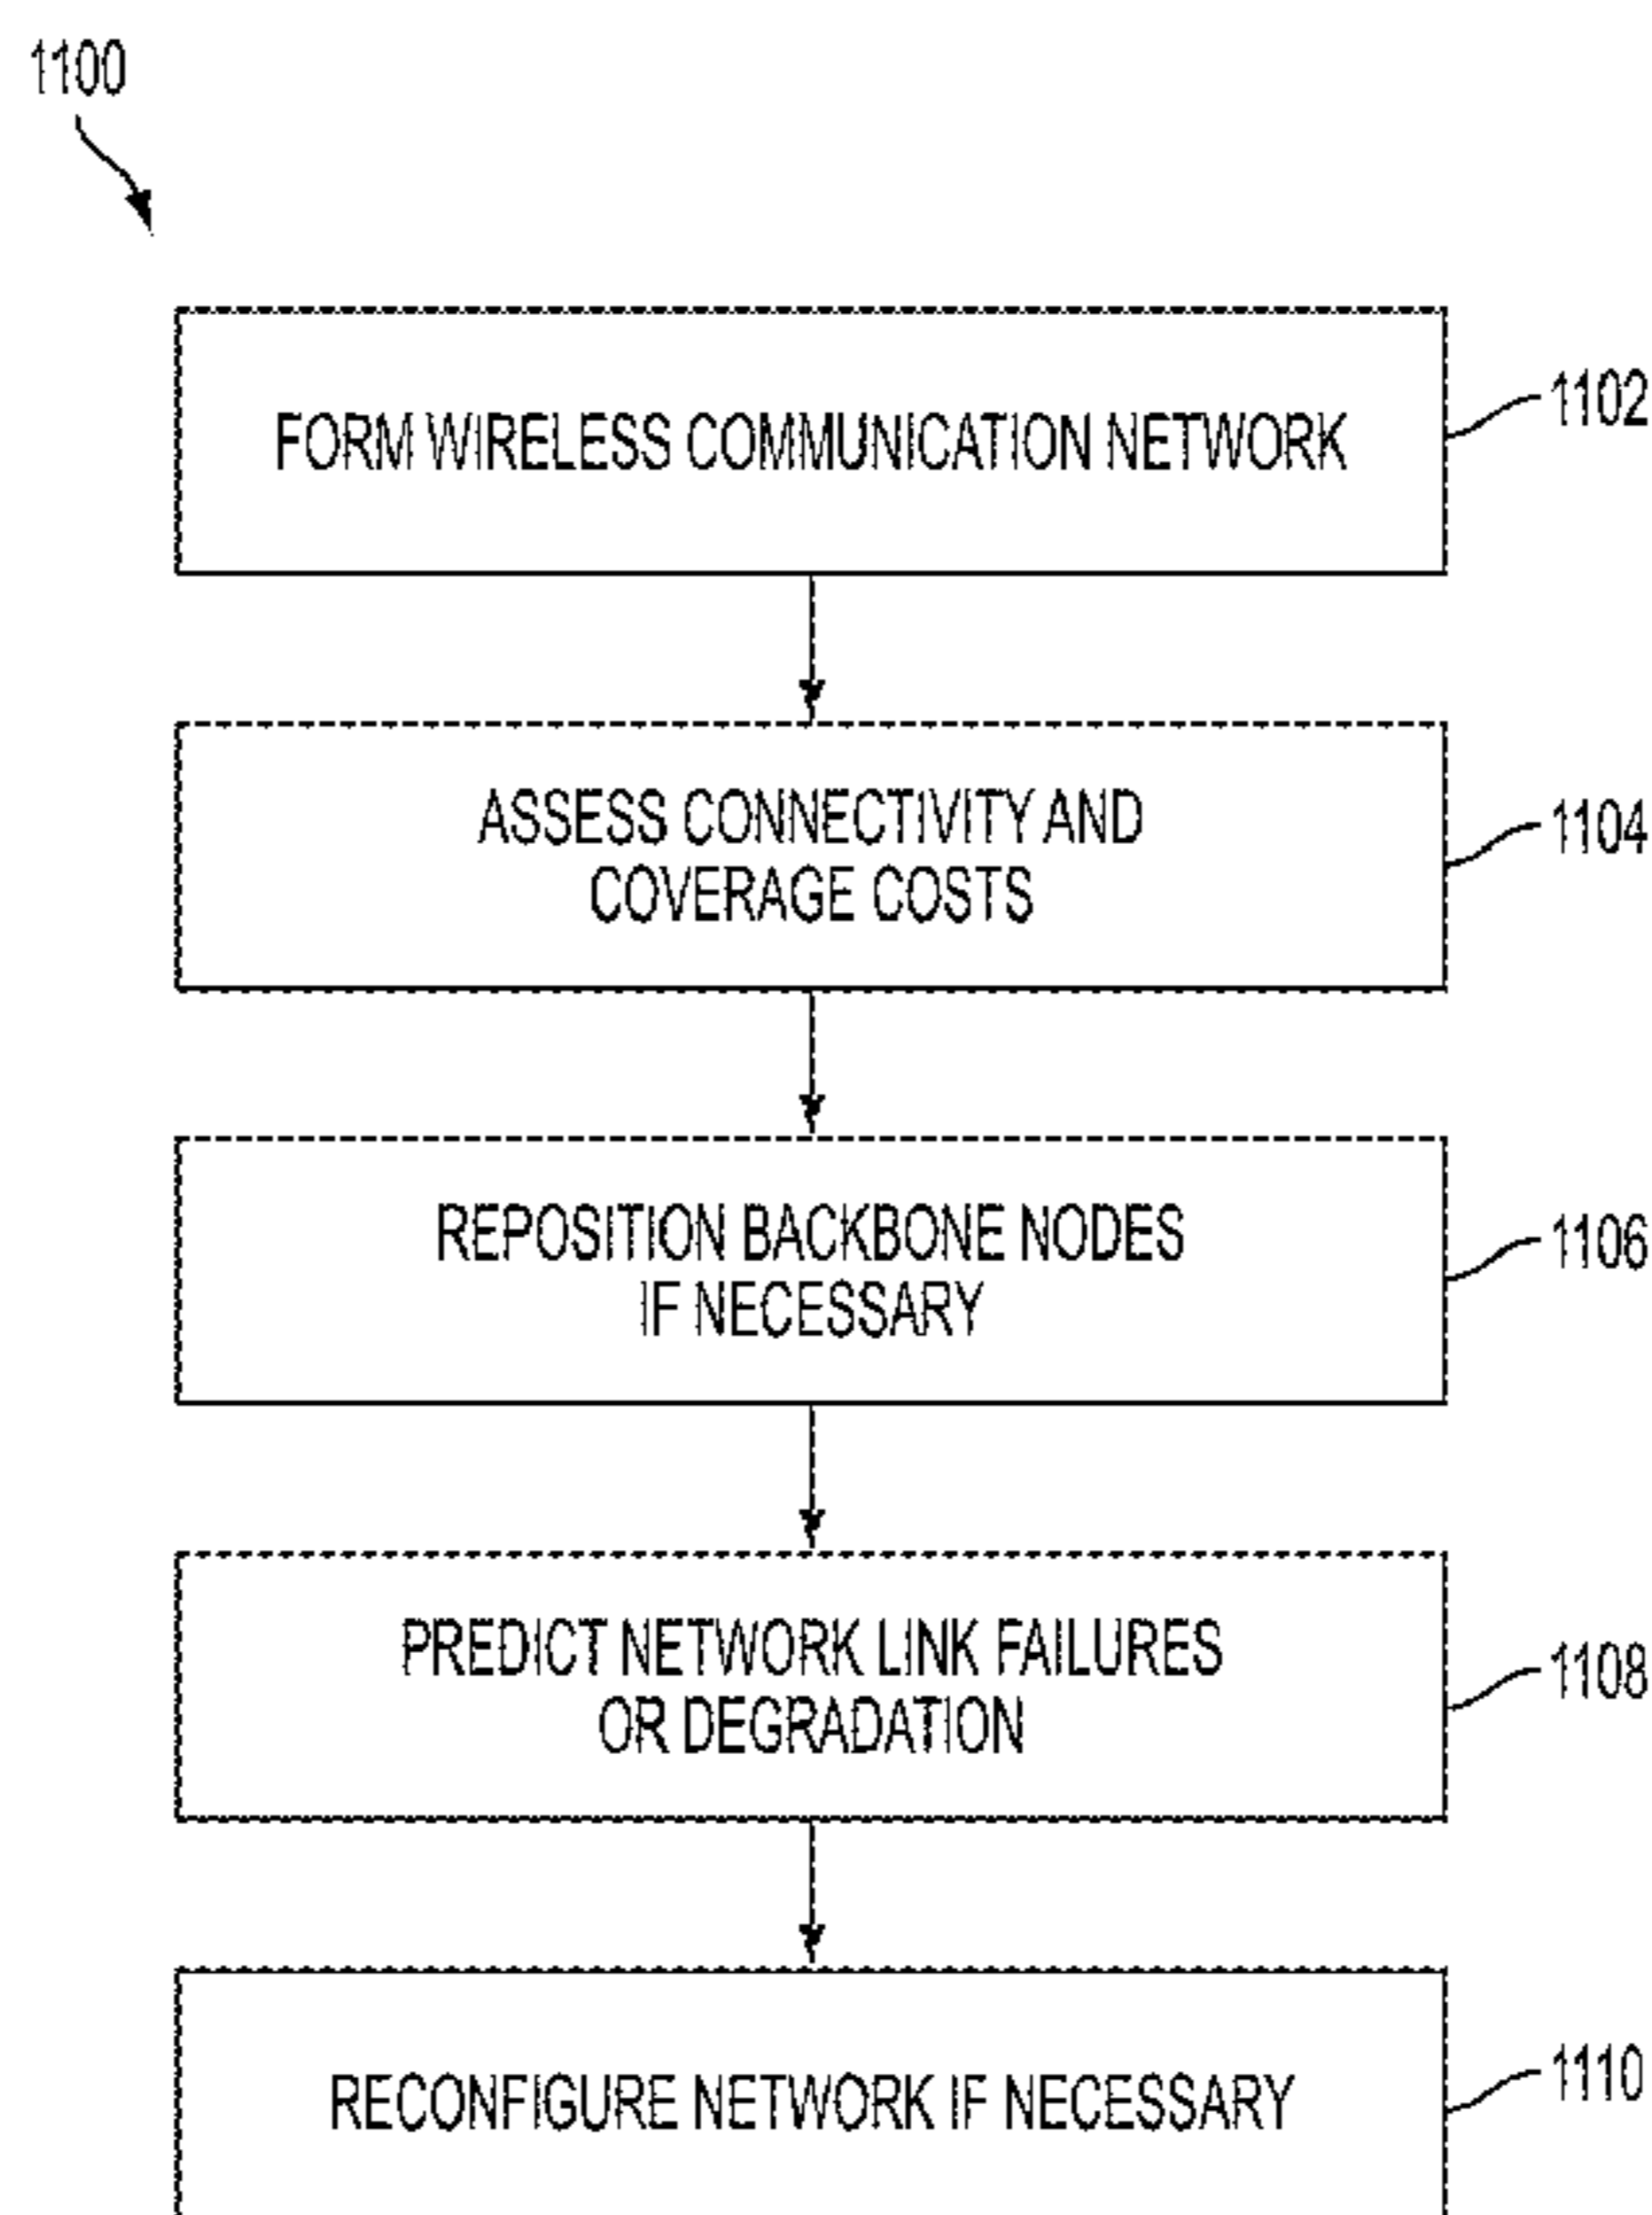 1100
FORM WIRELESS COMMUNICATION NETWORK
1102
ASSESS CONNECTIVITY AND
COVERAGE COSTS
1104
REPOSITION BACKBONE NODES
IF NECESSARY
1106
PREDICT NETWORK LINK FAILURES
OR DEGRADATION
1108
RECONFIGURE NETWORK IF NECESSARY
1110